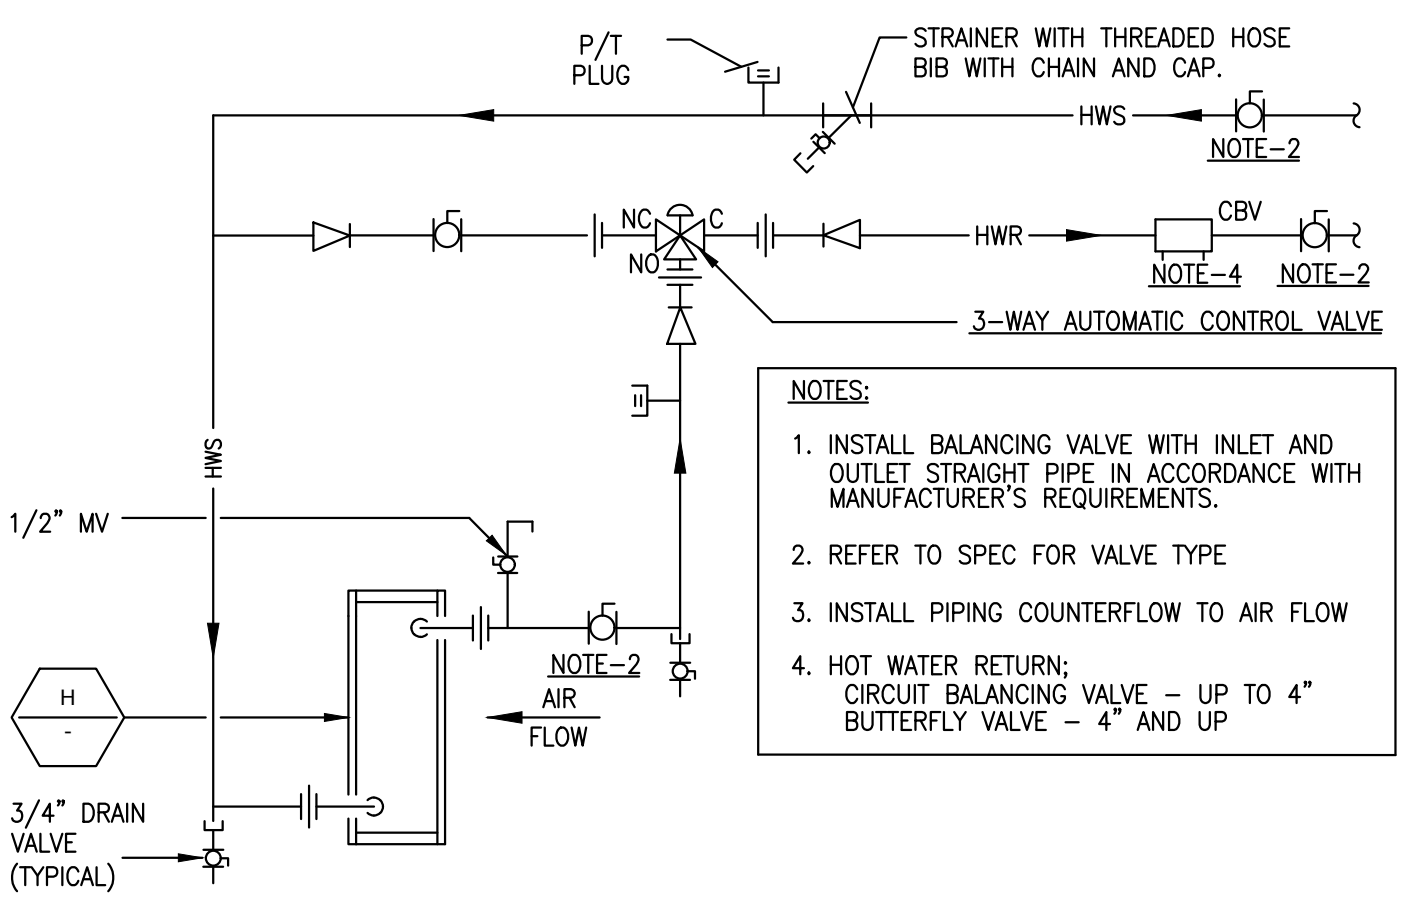 P/T
PLUG
STRAINER WITH THREADED HOSE
BIB WITH CHAIN AND CAP.
HWS
NOTE-2
NC
C
NO
HWR
CBV
NOTE-4
NOTE-2
3-WAY AUTOMATIC CONTROL VALVE
HWS
NOTES:
1. INSTALL BALANCING VALVE WITH INLET AND
OUTLET STRAIGHT PIPE IN ACCORDANCE WITH
MANUFACTURER'S REQUIREMENTS.
2. REFER TO SPEC FOR VALVE TYPE
3. INSTALL PIPING COUNTERFLOW TO AIR FLOW
4. HOT WATER RETURN;
CIRCUIT BALANCING VALVE - UP TO 4"
BUTTERFLY VALVE - 4" AND UP
1/2" MV
NOTE-2
AIR
FLOW
H
-
3/4" DRAIN
VALVE
(TYPICAL)